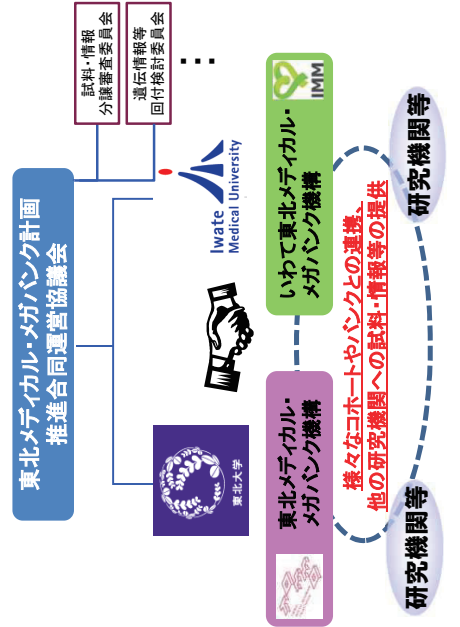 東北メディカル・メガバンク計画
推進合同運営協議会
試料・情報
分譲審査委員会
遺伝情報等
回付検討委員会
東北大学
Iwate
Medical University
東北メディカル・
メガバンク機構
いわて東北メディカル・
メガバンク機構
IMM
様々なコホートやバンクとの連携、
他の研究機関への試料・情報等の提供
研究機関等
研究機関等